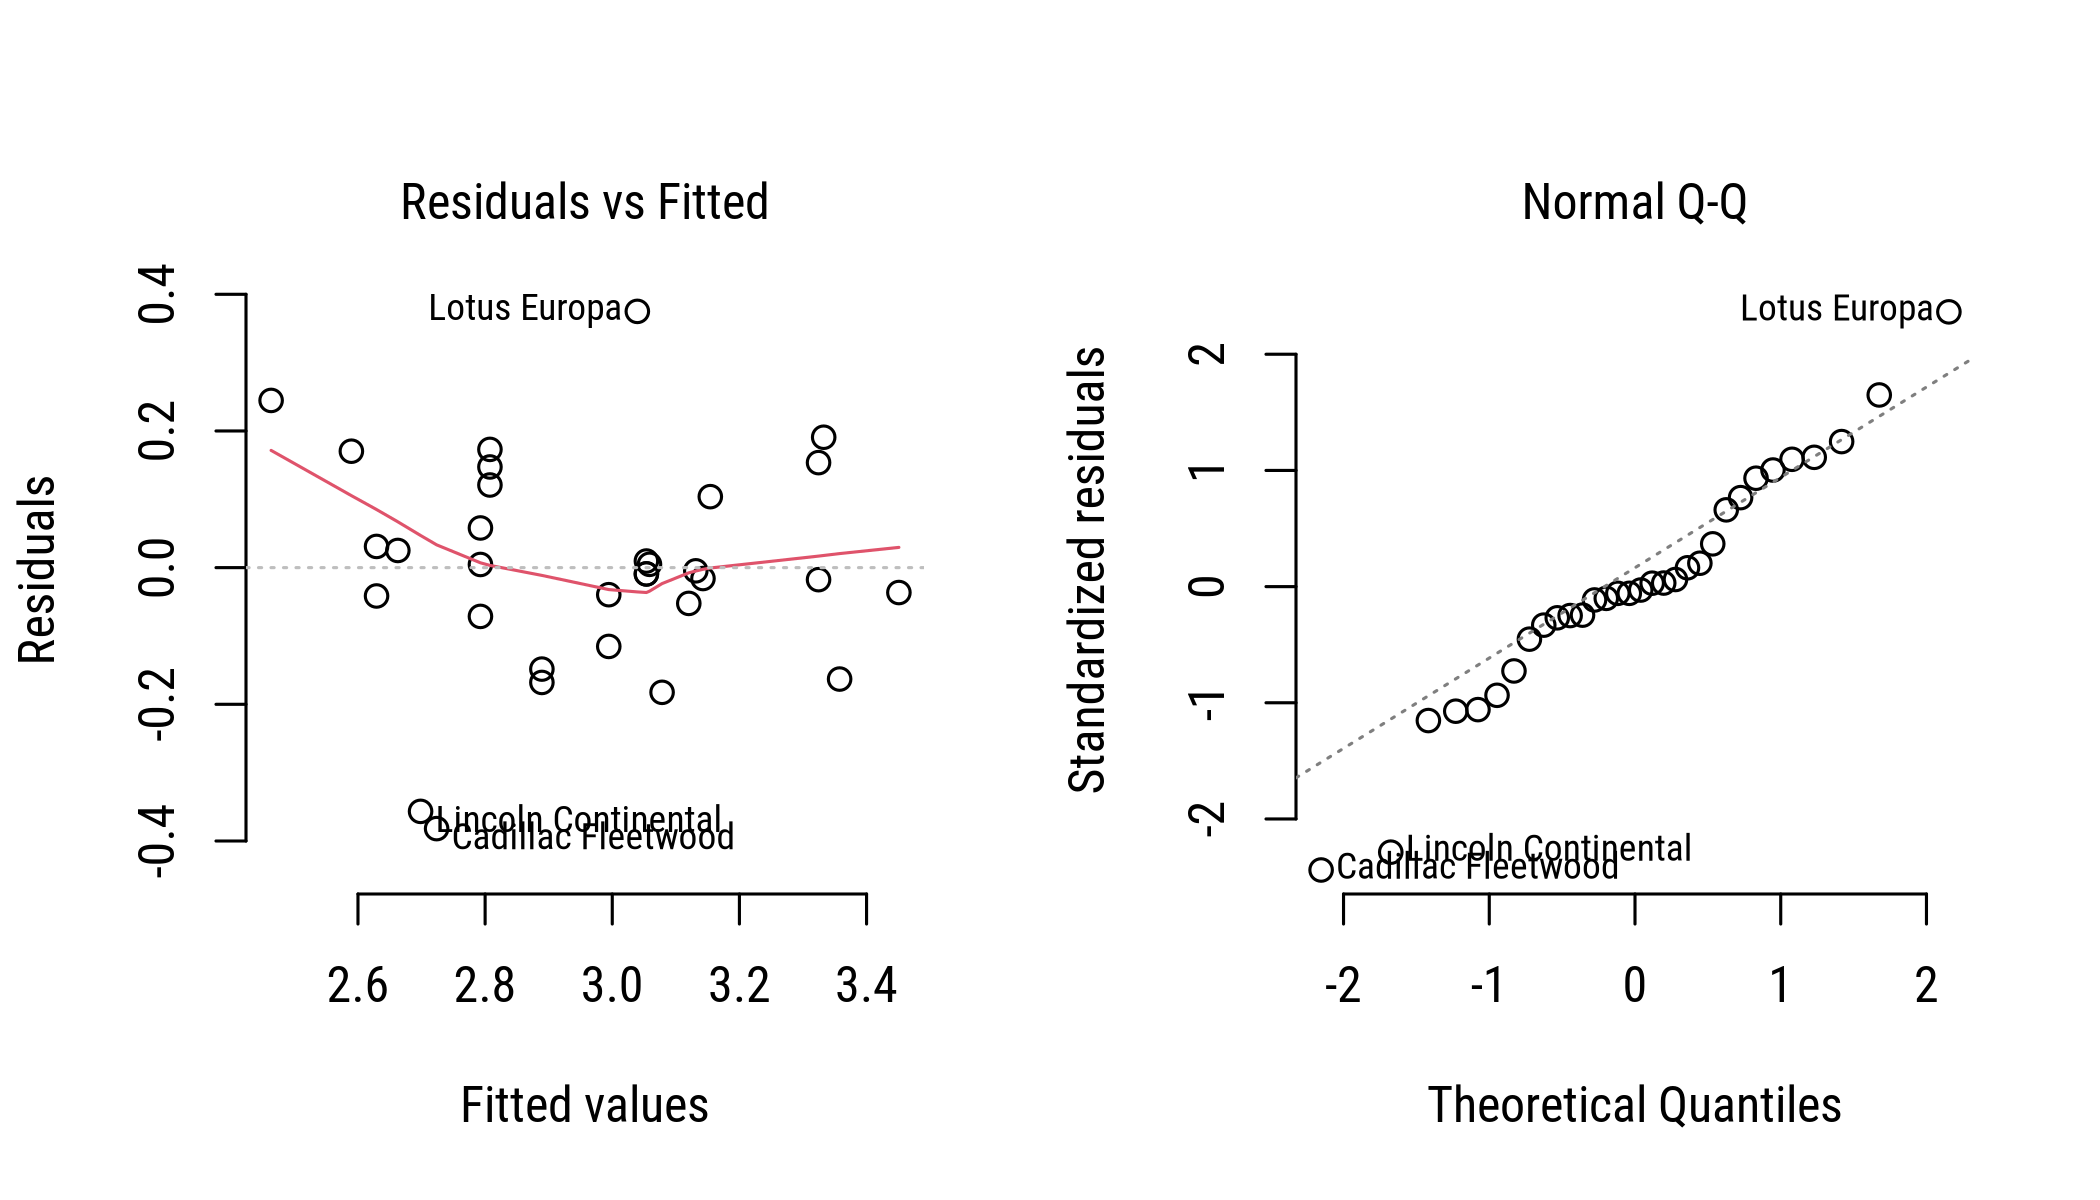 Residuals vs Fitted
0.4
0.2
0.0
-0.2
-0.4
Residuals
Lotus Europa
Lincoln Continental
Cadillac Fleetwood
2.6 2.8 3.0 3.2 3.4
Fitted values
Normal Q-Q
2
1
0
-1
-2
Standardized residuals
Lotus Europa
Lincoln Continental
Cadillac Fleetwood
-2 -1 0 1 2
Theoretical Quantiles